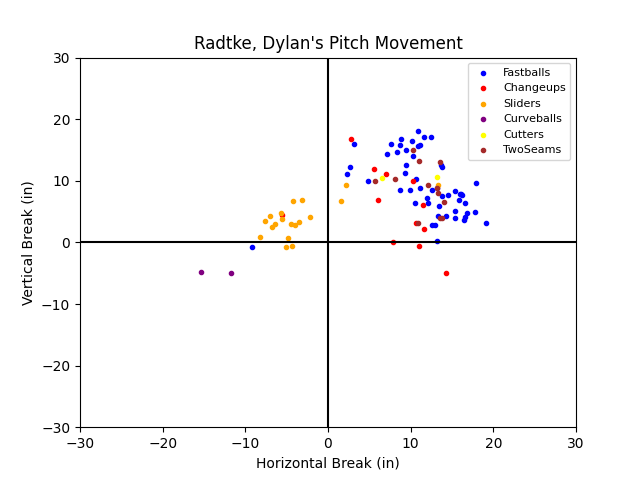 Radtke, Dylan's Pitch Movement
Fastballs
Changeups
Sliders
Curveballs
Cutters
TwoSeams
30
20
10
0
−10
−20
−30
Vertical Break (in)
−30 −20 −10 0 10 20 30
Horizontal Break (in)